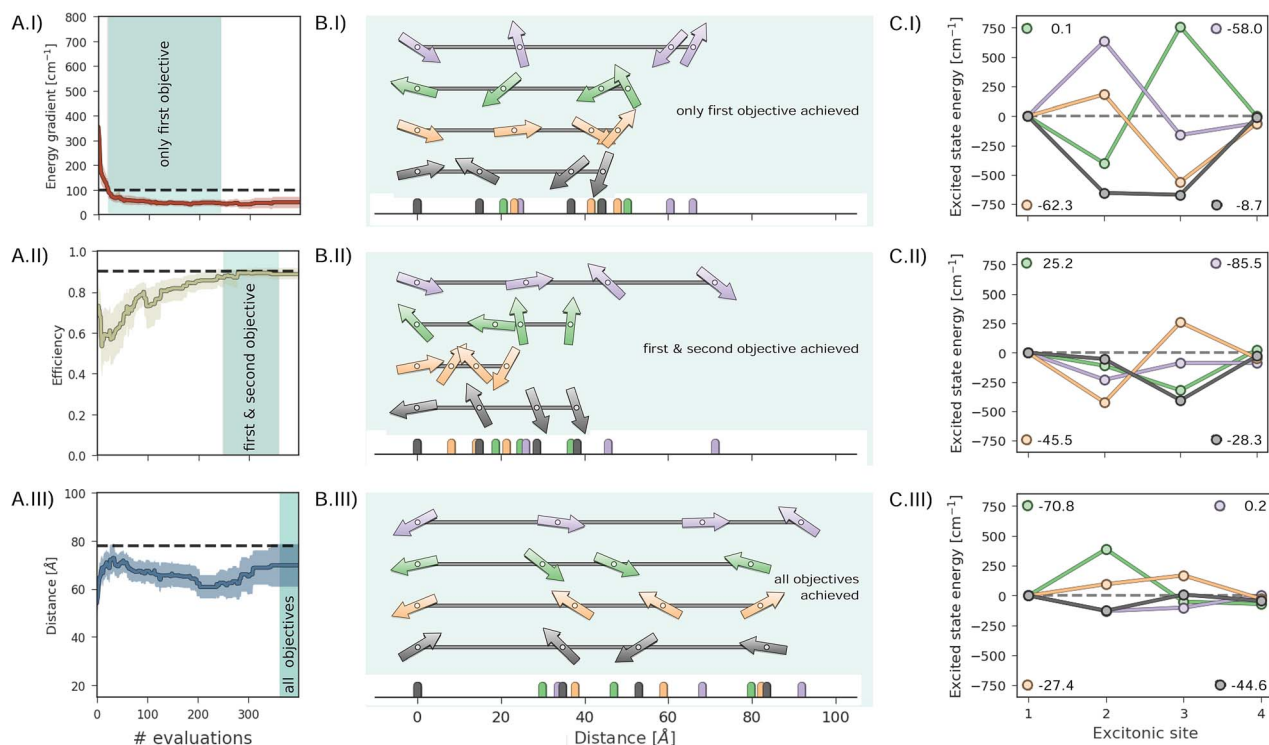 A.I)
Energy gradient [cm⁻¹]
800
700
600
500
400
300
200
100
0
only first objective
B.I)
only first objective achieved
C.I)
Excited state energy [cm⁻¹]
750
500
250
0
−250
−500
−750
0.1
-58.0
-62.3
-8.7
A.II)
Efficiency
1.0
0.8
0.6
0.4
0.2
0.0
first & second objective
B.II)
first & second objective achieved
C.II)
Excited state energy [cm⁻¹]
750
500
250
0
−250
−500
−750
25.2
-85.5
-45.5
-28.3
A.III)
Distance [Å]
100
80
60
40
20
all objectives
0
100
200
300
# evaluations
B.III)
all objectives
achieved
0
20
40
60
80
100
Distance [Å]
C.III)
Excited state energy [cm⁻¹]
750
500
250
0
−250
−500
−750
-70.8
0.2
-27.4
-44.6
1
2
3
4
Excitonic site